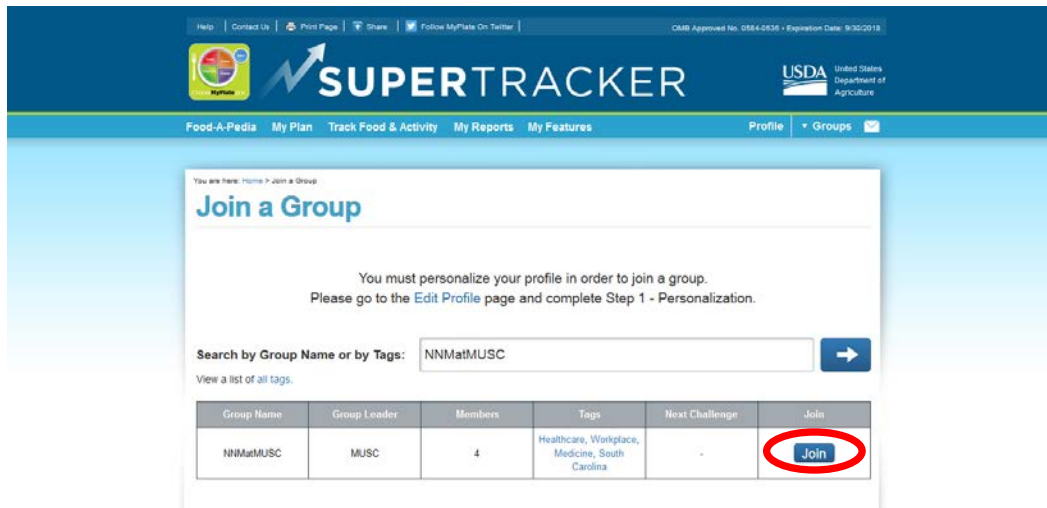 Help | Contact Us | Print Page | Share | Follow MyPlate On Twitter |
OMB Approved No. 0584-0535 • Expiration Date: 9/30/2018
MyPlate
SUPERTRACKER
USDA United States
Department of
Agriculture
Food-A-Pedia My Plan Track Food & Activity My Reports My Features Profile Groups
You are here: Home > Join a Group
Join a Group
You must personalize your profile in order to join a group.
Please go to the Edit Profile page and complete Step 1 - Personalization.
Search by Group Name or by Tags: NNMatMUSC
View a list of all tags.
Group Name Group Leader Members Tags Next Challenge Join
NNMatMUSC MUSC 4 Healthcare, Workplace, - Join
Medicine, South
Carolina